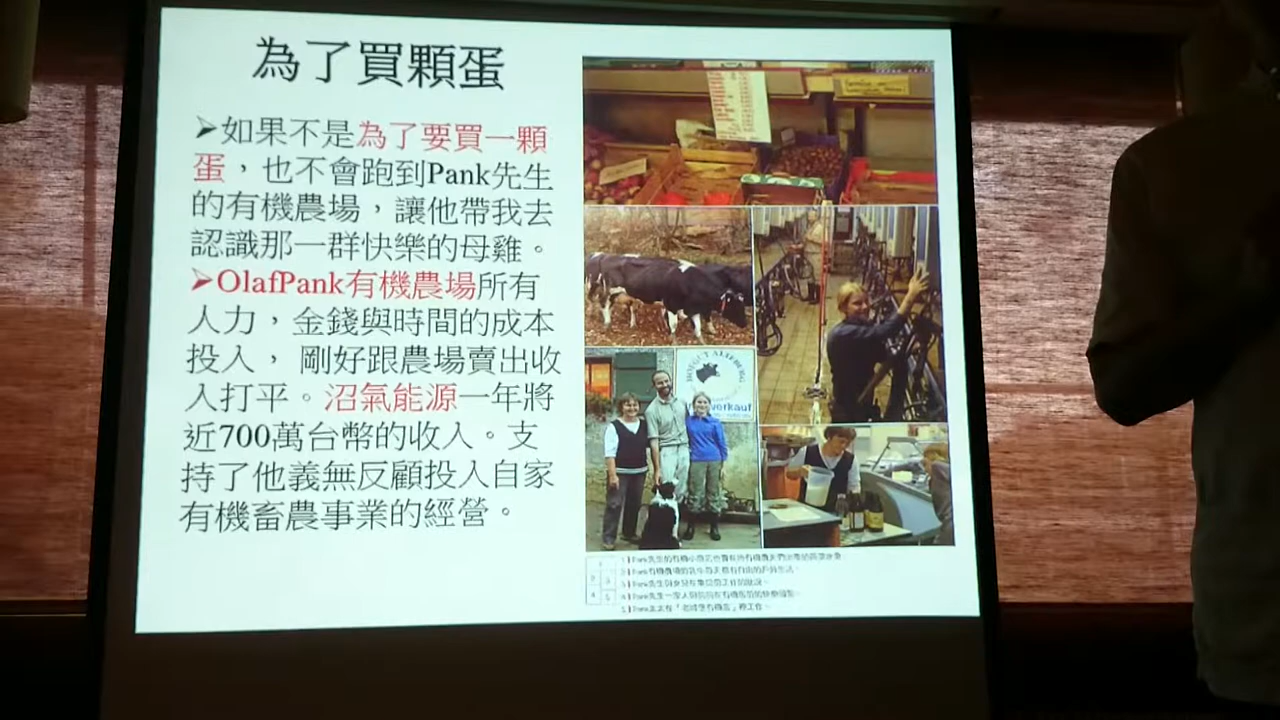 為了買顆蛋
➢如果不是為了要買一顆
蛋,也不會跑到Pank先生
的有機農場,讓他帶我去
認識那一群快樂的母雞。
➢OlafPank有機農場所有
人力,金錢與時間的成本
投入, 剛好跟農場賣出收
入打平。沼氣能源一年將
近700萬台幣的收入。支
持了他義無反顧投入自家
有機畜農事業的經營。
HOFGUT ALTEBURG
verkauf